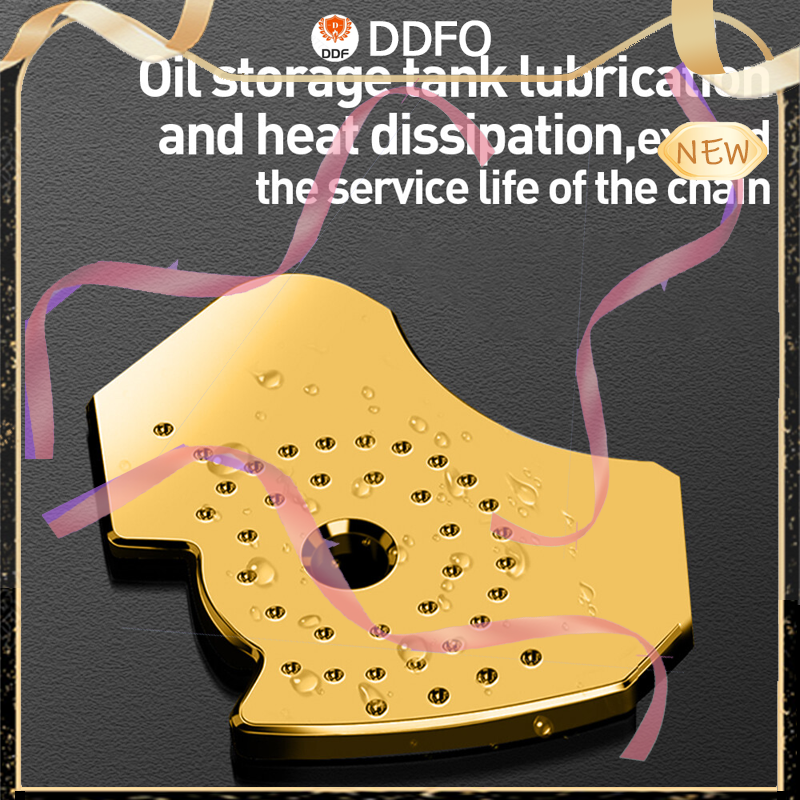 DDFO
D
DDF
Oil storage tank lubrication
and heat dissipation,
NEW
the service life of the chain